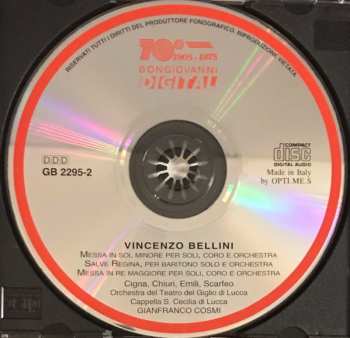 RISERVATI TUTTI I DIRITTI DEL PRODUTTORE FONOGRAFICO. RIPRODUZIONE VIETATA
70°
1905 - 1975
BONGIOVANNI
DIGITAL
DDD
GB 2295-2
COMPACT
DISC
DIGITAL AUDIO
Made in Italy
by OPTI.ME.S
VINCENZO BELLINI
MESSA IN SOL MINORE PER SOLI, CORO E ORCHESTRA
SALVE REGINA, PER BARITONO SOLO E ORCHESTRA
MESSA IN RE MAGGIORE PER SOLI, CORO E ORCHESTRA
Cigna, Chiuri, Emili, Scarfeo
Orchestra del Teatro del Giglio di Lucca
Cappella S. Cecilia di Lucca
GIANFRANCO COSMI